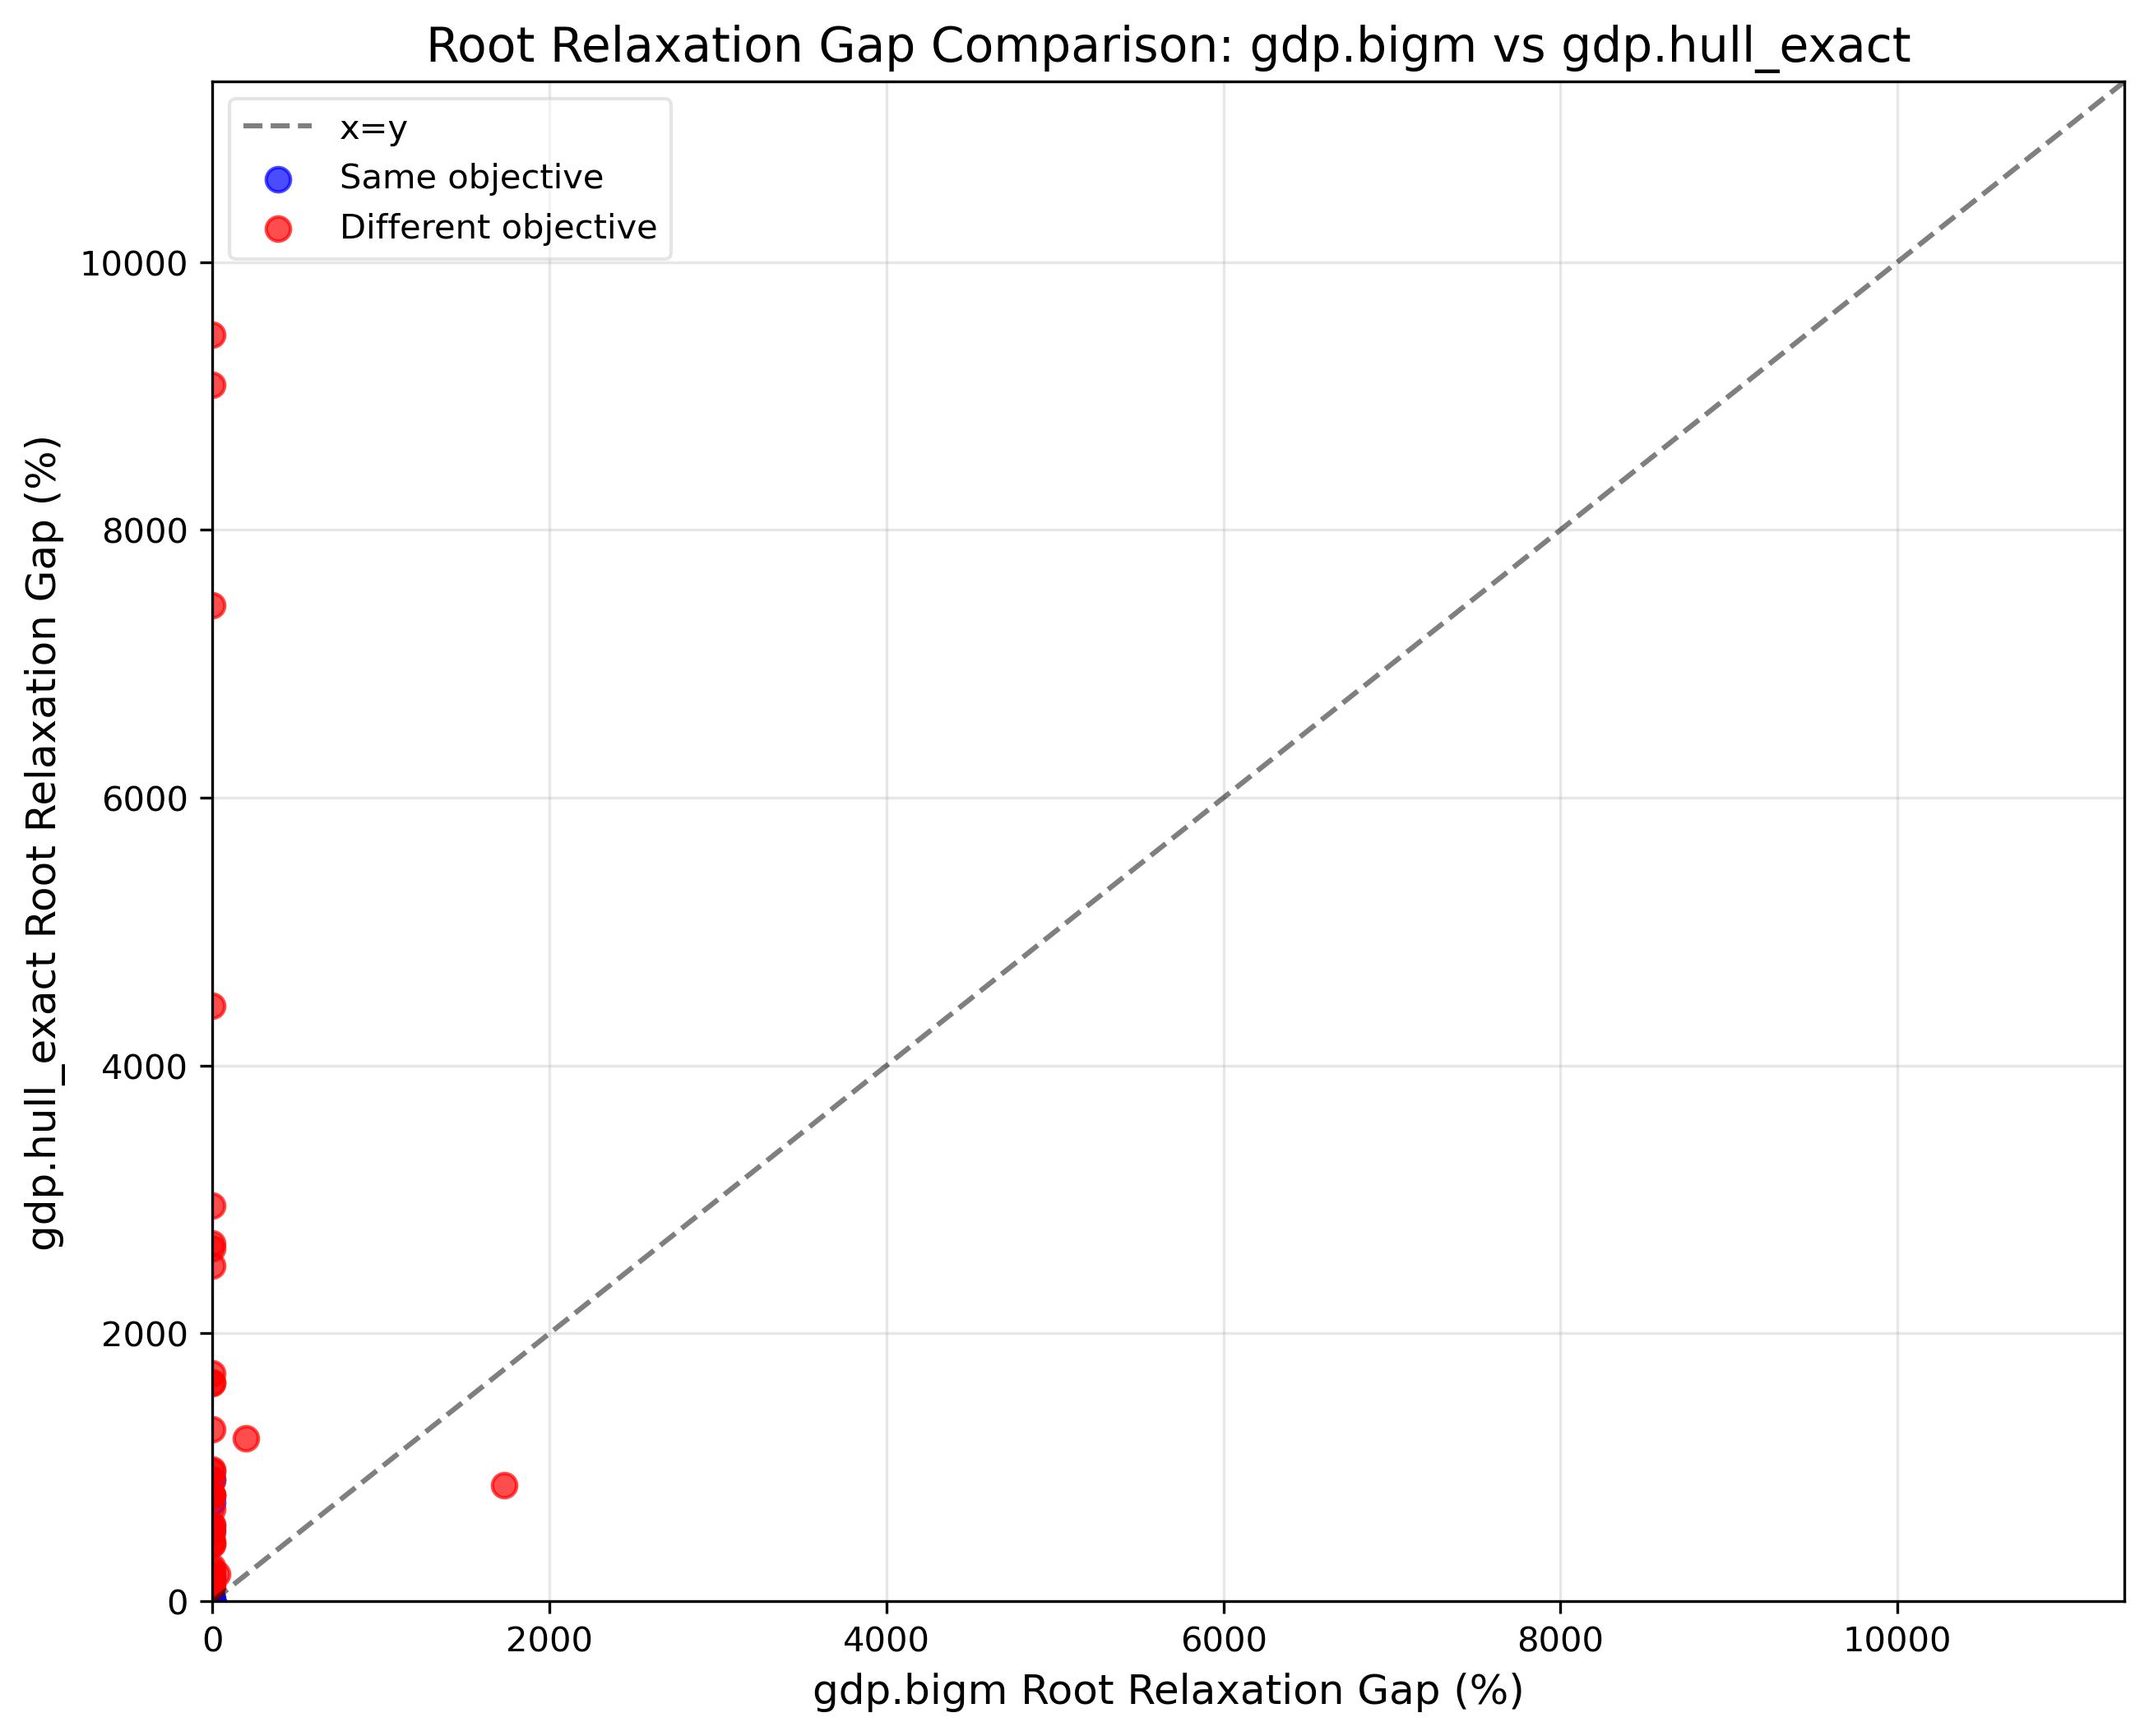 Root Relaxation Gap Comparison: gdp.bigm vs gdp.hull_exact
x=y
Same objective
Different objective
gdp.hull_exact Root Relaxation Gap (%)
10000
8000
6000
4000
2000
0
0 2000 4000 6000 8000 10000
gdp.bigm Root Relaxation Gap (%)